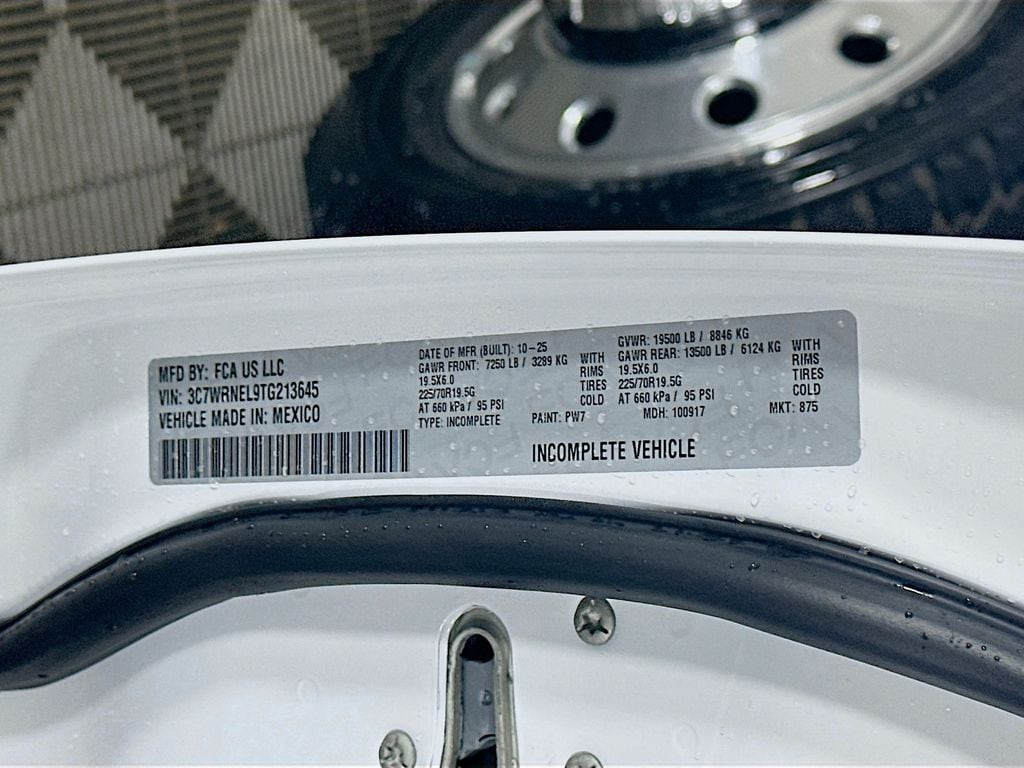 MFD BY: FCA US LLC
VIN: 3C7WRNEL9TG213645
VEHICLE MADE IN: MEXICO
DATE OF MFR (BUILT): 10-25
GAWR FRONT: 7250 LB / 3289 KG WITH
19.5X6.0 RIMS
225/70R19.5G TIRES
AT 660 kPa / 95 PSI COLD
TYPE: INCOMPLETE
GVWR: 19500 LB / 8846 KG
GAWR REAR: 13500 LB / 6124 KG WITH
19.5X6.0 RIMS
225/70R19.5G TIRES
AT 660 kPa / 95 PSI COLD
PAINT: PW7 MDH: 100917 MKT: 875
INCOMPLETE VEHICLE